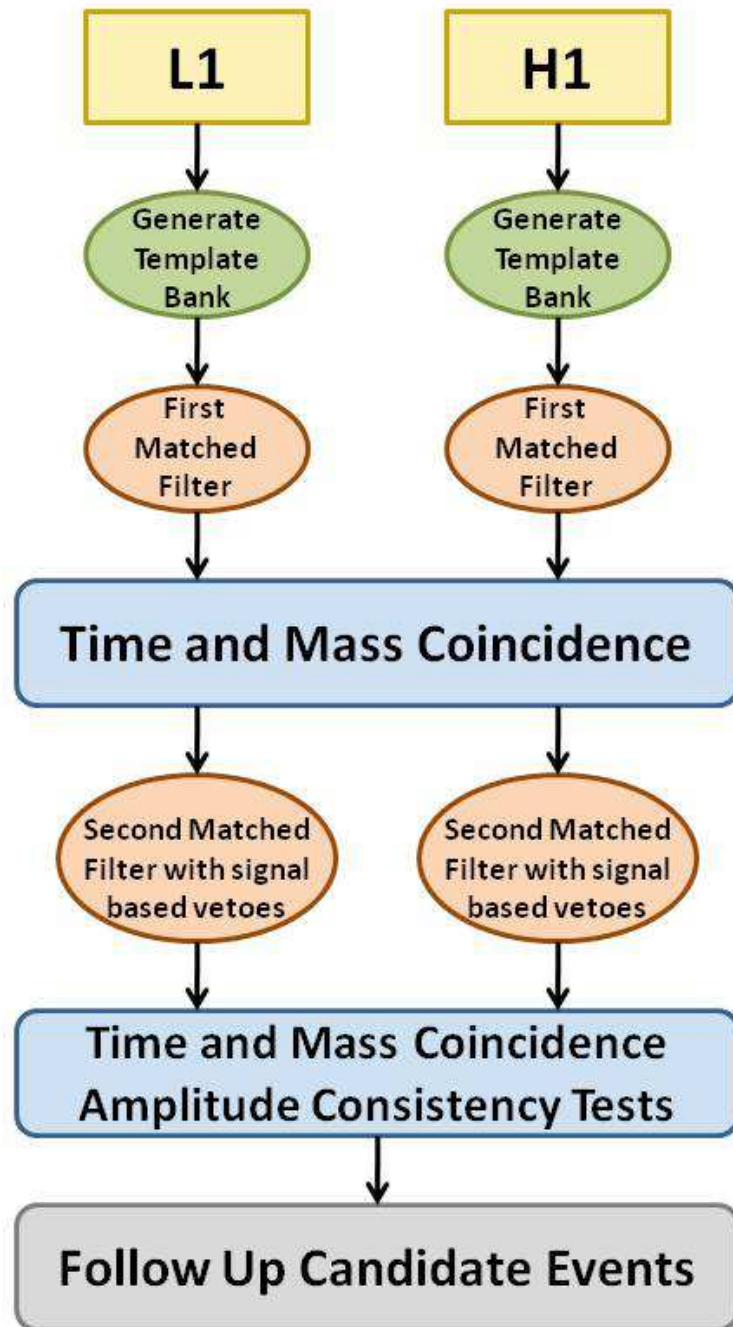 L1
H1
Generate
Template
Bank
Generate
Template
Bank
First
Matched
Filter
First
Matched
Filter
Time and Mass Coincidence
Second Matched
Filter with signal
based vetoes
Second Matched
Filter with signal
based vetoes
Time and Mass Coincidence
Amplitude Consistency Tests
Follow Up Candidate Events